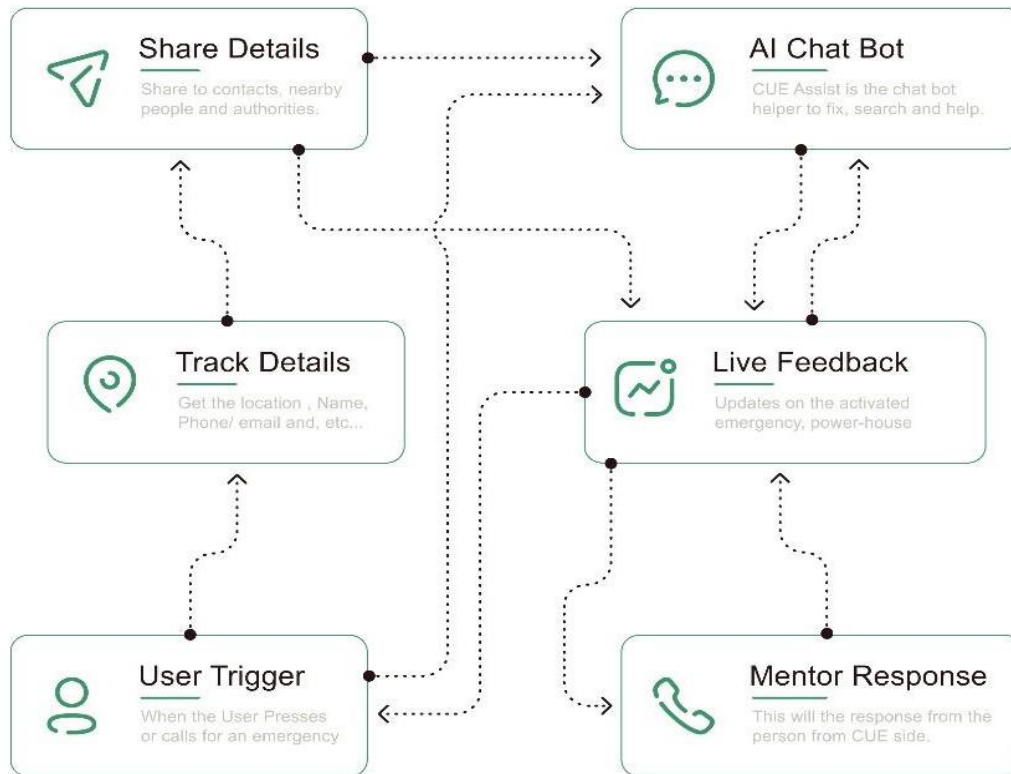 Share Details
Share to contacts, nearby
people and authorities.
AI Chat Bot
CUE Assist is the chat bot
helper to fix, search and help.
Track Details
Get the location , Name,
Phone/ email and, etc...
Live Feedback
Updates on the activated
emergency, power-house
User Trigger
When the User Presses
or calls for an emergency
Mentor Response
This will the response from the
person from CUE side.